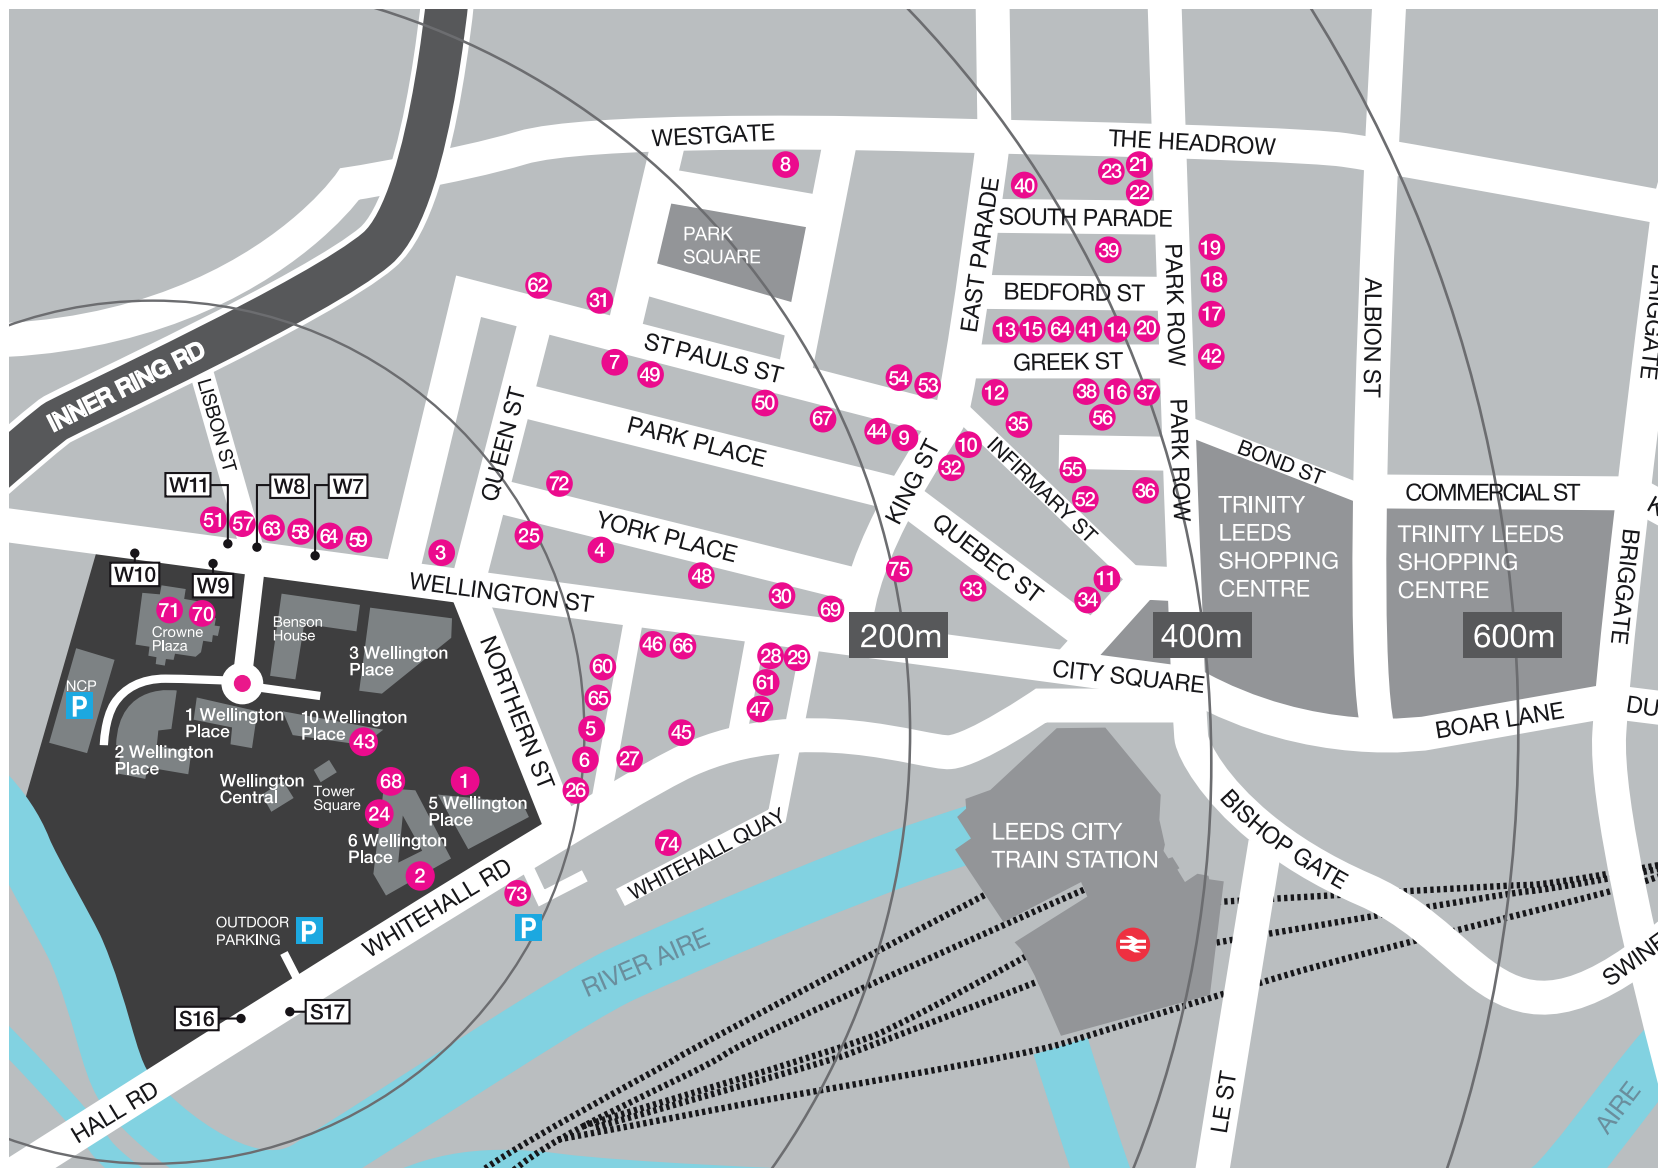 WESTGATE
THE HEADROW
8
23
21
40
22
EAST PARADE
SOUTH PARADE
PARK
SQUARE
39
19
PARK ROW
18
62
31
BEDFORD ST
17
ALBION ST
BRIGGATE
13
15
64
41
14
20
INNER RING RD
ST PAULS ST
GREEK ST
42
7
49
LISBON ST
54
53
12
38
16
37
50
67
56
QUEEN ST
PARK PLACE
44
9
35
PARK ROW
10
INFIRMARY ST
BOND ST
KING ST
32
55
W11
W8
W7
72
52
36
COMMERCIAL ST
51
57
63
58
64
59
TRINITY
LEEDS
SHOPPING
CENTRE
TRINITY LEEDS
SHOPPING
CENTRE
BRIGGATE
25
YORK PLACE
QUEBEC ST
3
4
W10
W9
48
75
33
11
WELLINGTON ST
30
34
71
70
69
Crowne
Plaza
Benson
House
200m
400m
600m
3 Wellington
Place
NORTHERN ST
46
66
28
29
60
CITY SQUARE
NCP
P
61
65
47
1 Wellington
Place
10 Wellington
Place
5
BOAR LANE
DU
43
45
2 Wellington
Place
6
27
Wellington
Central
Tower
Square
68
1
26
24
5 Wellington
Place
BISHOP GATE
6 Wellington
Place
74
WHITEHALL QUAY
LEEDS CITY
TRAIN STATION
2
73
WHITEHALL RD
OUTDOOR
PARKING
P
P
RIVER AIRE
SWINE
S16
S17
HALL RD
LE ST
AIRE